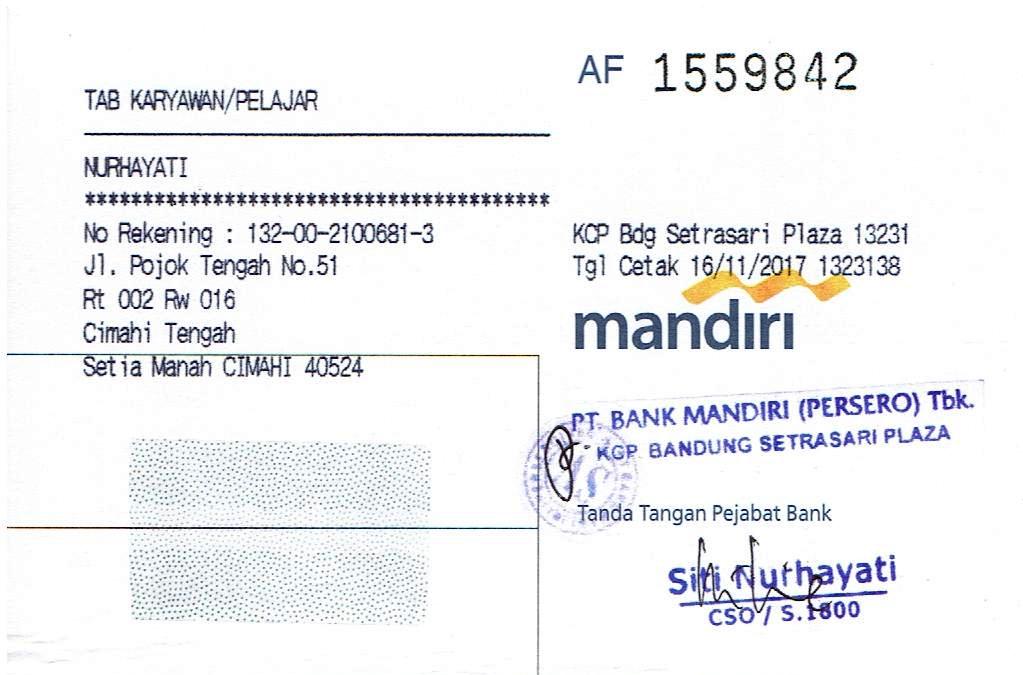 AF 1559842
TAB KARYAWAN/PELAJAR
NURHAYATI
****************************************
No Rekening : 132-00-2100681-3
Jl. Pojok Tengah No.51
Rt 002 Rw 016
Cimahi Tengah
Setia Manah CIMAHI 40524
KCP Bdg Setrasari Plaza 13231
Tgl Cetak 16/11/2017 1323138
mandiri
PT. BANK MANDIRI (PERSERO) Tbk.
KCP BANDUNG SETRASARI PLAZA
Tanda Tangan Pejabat Bank
Siti Nurhayati
CSO / S.1800